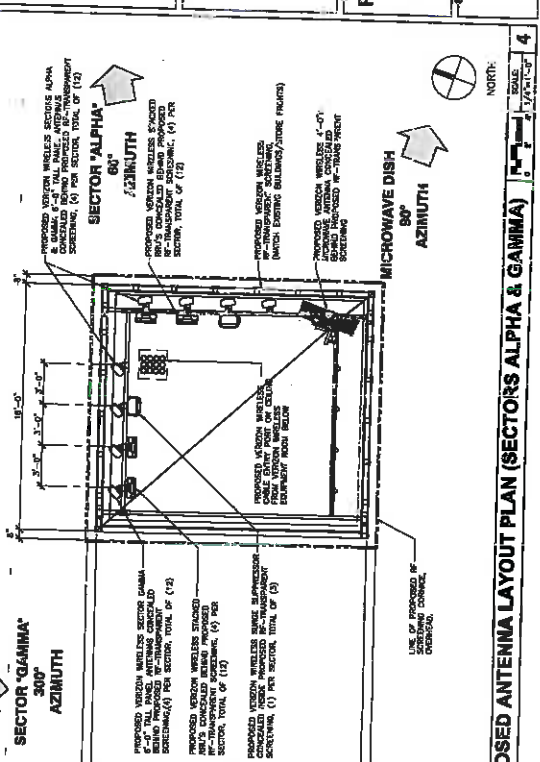 SECTOR "GAMMA"
300°
AZIMUTH
16'-0"
3'-0"
3'-0"
3'-0"
PROPOSED VERIZON WIRELESS SECTORS ALPHA
& GAMMA 6'-0" TALL PANEL ANTENNAS
CONCEALED BEHIND PROPOSED RF-TRANSPARENT
SCREENING, (4) PER SECTOR, TOTAL OF (12)
SECTOR "ALPHA"
60°
AZIMUTH
PROPOSED VERIZON WIRELESS STACKED
RRU'S CONCEALED BEHIND PROPOSED
RF-TRANSPARENT SCREENING, (4) PER
SECTOR, TOTAL OF (12)
PROPOSED VERIZON WIRELESS
RF-TRANSPARENT SCREENING,
(MATCH EXISTING BUILDINGS/STORE FRONTS)
PROPOSED VERIZON WIRELESS 4'-0"
MICROWAVE ANTENNA CONCEALED
BEHIND PROPOSED RF-TRANSPARENT
SCREENING
MICROWAVE DISH
90°
AZIMUTH
PROPOSED VERIZON WIRELESS
CABLE ENTRY PORT ON CEILING
FROM VERIZON WIRELESS
EQUIPMENT ROOM BELOW
PROPOSED VERIZON WIRELESS SECTOR GAMMA
6'-0" TALL PANEL ANTENNAS CONCEALED
BEHIND PROPOSED RF-TRANSPARENT
SCREENING,(4) PER SECTOR, TOTAL OF (12)
PROPOSED VERIZON WIRELESS STACKED
RRU'S CONCEALED BEHIND PROPOSED
RF-TRANSPARENT SCREENING, (4) PER
SECTOR, TOTAL OF (12)
PROPOSED VERIZON WIRELESS SURGE SUPPRESSOR
CONCEALED INSIDE PROPOSED RF-TRANSPARENT
SCREENING, (1) PER SECTOR, TOTAL OF (3)
LINE OF PROPOSED RF
SCREENING CORNICE,
OVERHEAD.
NORTH
OSED ANTENNA LAYOUT PLAN (SECTORS ALPHA & GAMMA)
SCALE:
1/4"=1'-0"
4